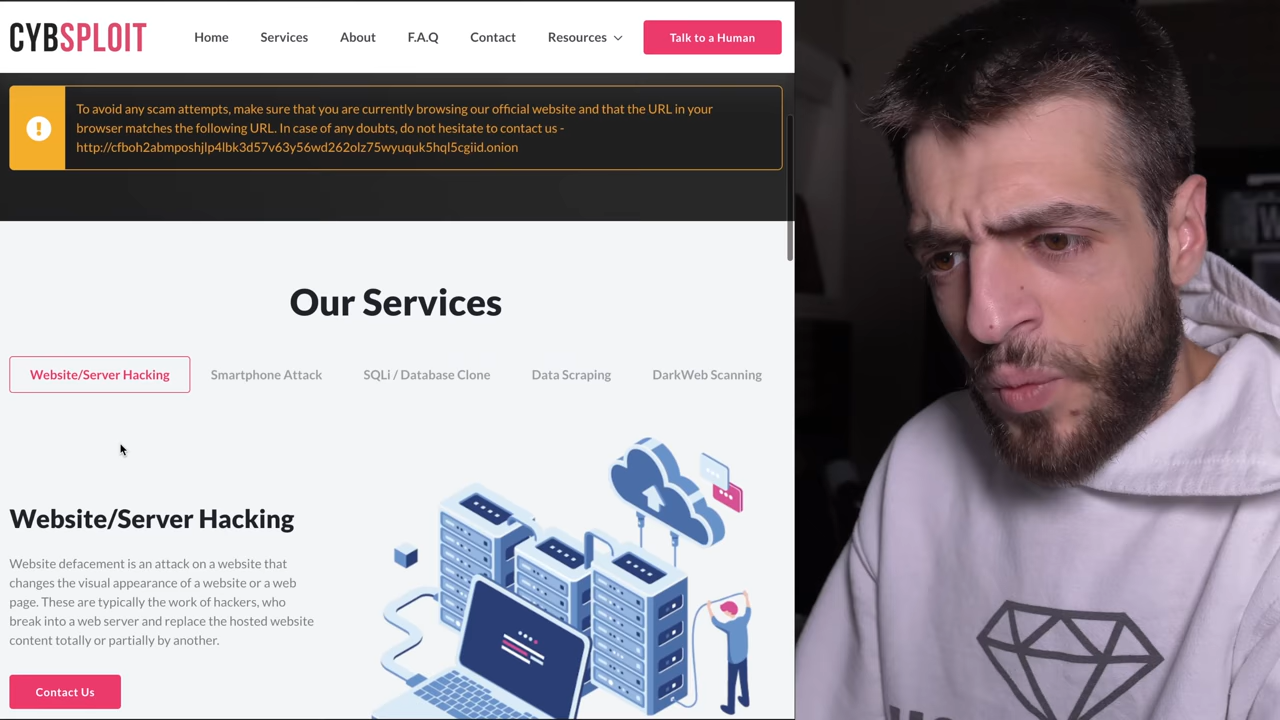 CYBSPLOIT
Home Services About F.A.Q Contact Resources Talk to a Human
To avoid any scam attempts, make sure that you are currently browsing our official website and that the URL in your
browser matches the following URL. In case of any doubts, do not hesitate to contact us -
http://cfboh2abmposhjlp4lbk3d57v63y56wd262olz75wyuquk5hql5cgiid.onion
Our Services
Website/Server Hacking Smartphone Attack SQLi / Database Clone Data Scraping DarkWeb Scanning
Website/Server Hacking
Website defacement is an attack on a website that
changes the visual appearance of a website or a web
page. These are typically the work of hackers, who
break into a web server and replace the hosted website
content totally or partially by another.
Contact Us